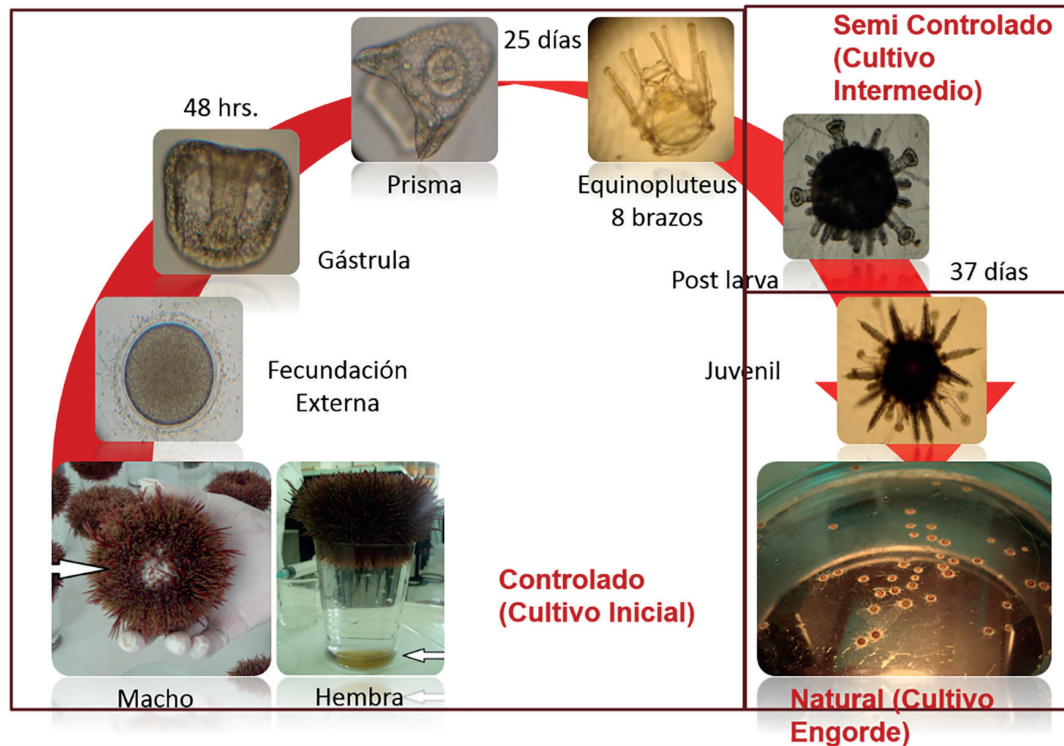 25 días
48 hrs.
Prisma
Equinopluteus
8 brazos
Gástrula
Fecundación
Externa
Macho
Hembra
Controlado
(Cultivo Inicial)
Semi Controlado
(Cultivo
Intermedio)
Post larva
37 días
Juvenil
Natural (Cultivo
Engorde)